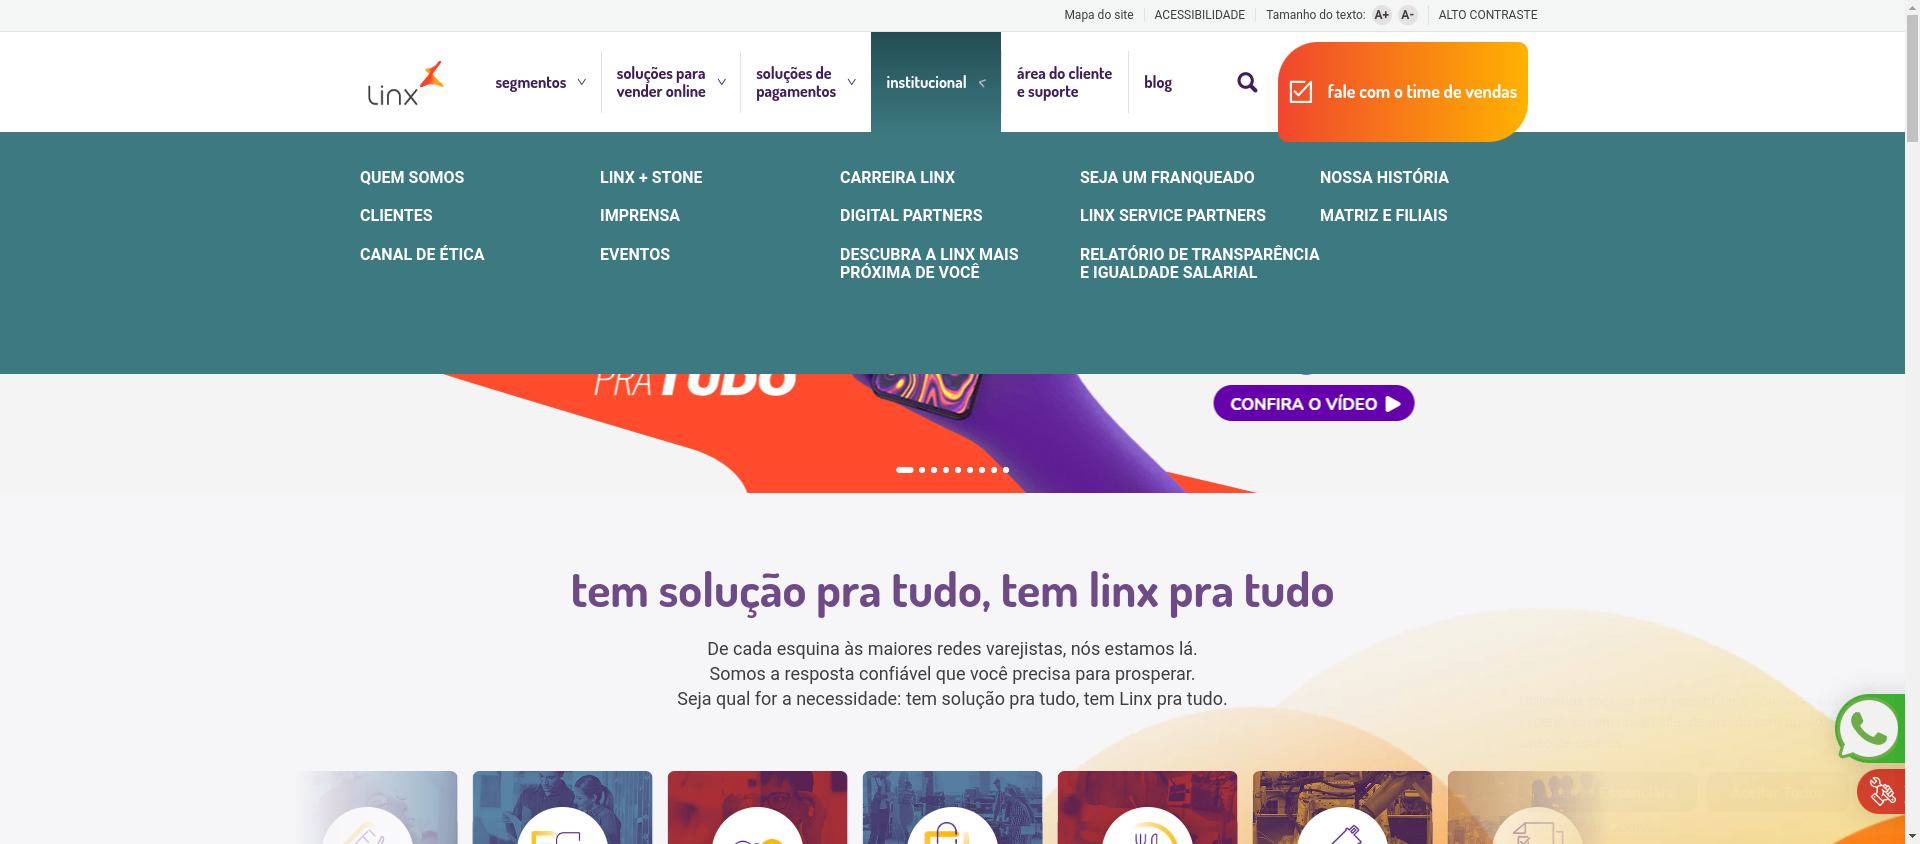 Mapa do site
ACESSIBILIDADE
Tamanho do texto: A+ A-
ALTO CONTRASTE
Linx
segmentos
soluções para
vender online
soluções de
pagamentos
institucional
área do cliente
e suporte
blog
fale com o time de vendas
QUEM SOMOS
LINX + STONE
CARREIRA LINX
SEJA UM FRANQUEADO
NOSSA HISTÓRIA
CLIENTES
IMPRENSA
DIGITAL PARTNERS
LINX SERVICE PARTNERS
MATRIZ E FILIAIS
CANAL DE ÉTICA
EVENTOS
DESCUBRA A LINX MAIS
PRÓXIMA DE VOCÊ
RELATÓRIO DE TRANSPARÊNCIA
E IGUALDADE SALARIAL
PRA TUDO
CONFIRA O VÍDEO
tem solução pra tudo, tem linx pra tudo
De cada esquina às maiores redes varejistas, nós estamos lá.
Somos a resposta confiável que você precisa para prosperar.
Seja qual for a necessidade: tem solução pra tudo, tem Linx pra tudo.